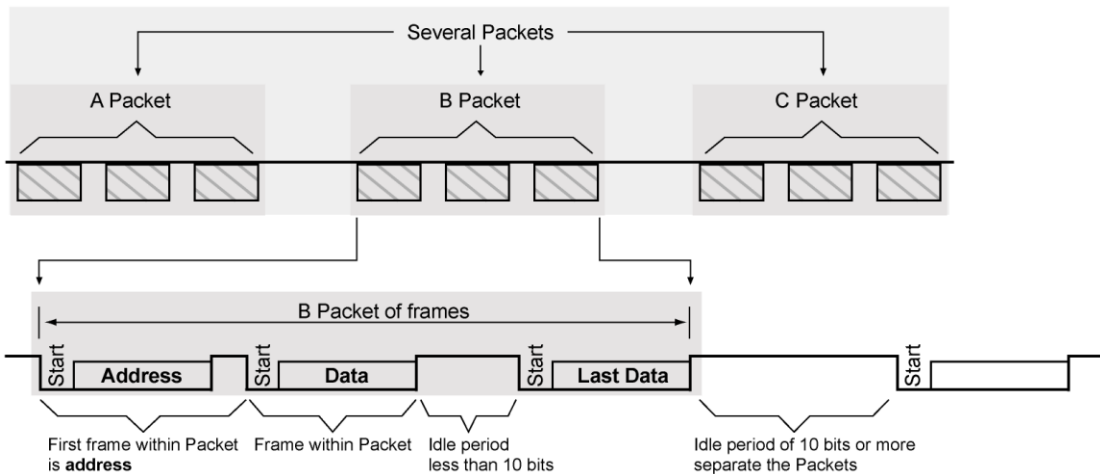 Several Packets
A Packet
B Packet
C Packet
B Packet of frames
Start
Address
Start
Data
Start
Last Data
Start
First frame within Packet
is address
Frame within Packet
Idle period
less than 10 bits
Idle period of 10 bits or more
separate the Packets